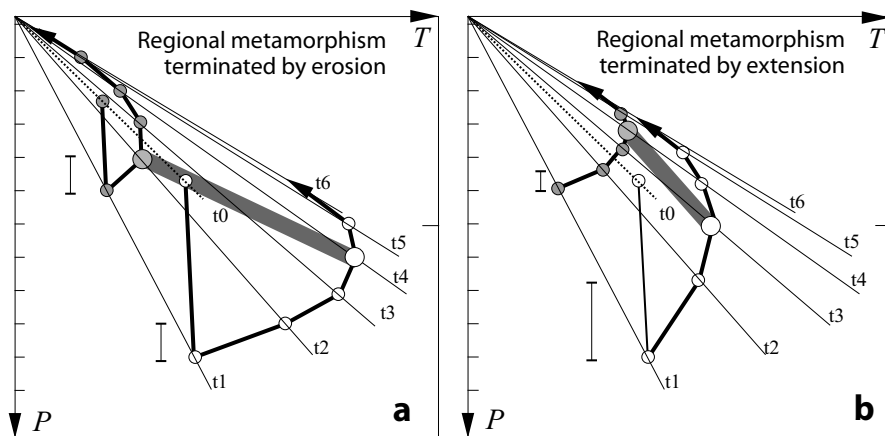 T
Regional metamorphism
terminated by erosion
t6
t0
t5
t4
t3
t2
t1
P
a
T
Regional metamorphism
terminated by extension
t6
t0
t5
t4
t3
t2
t1
P
b